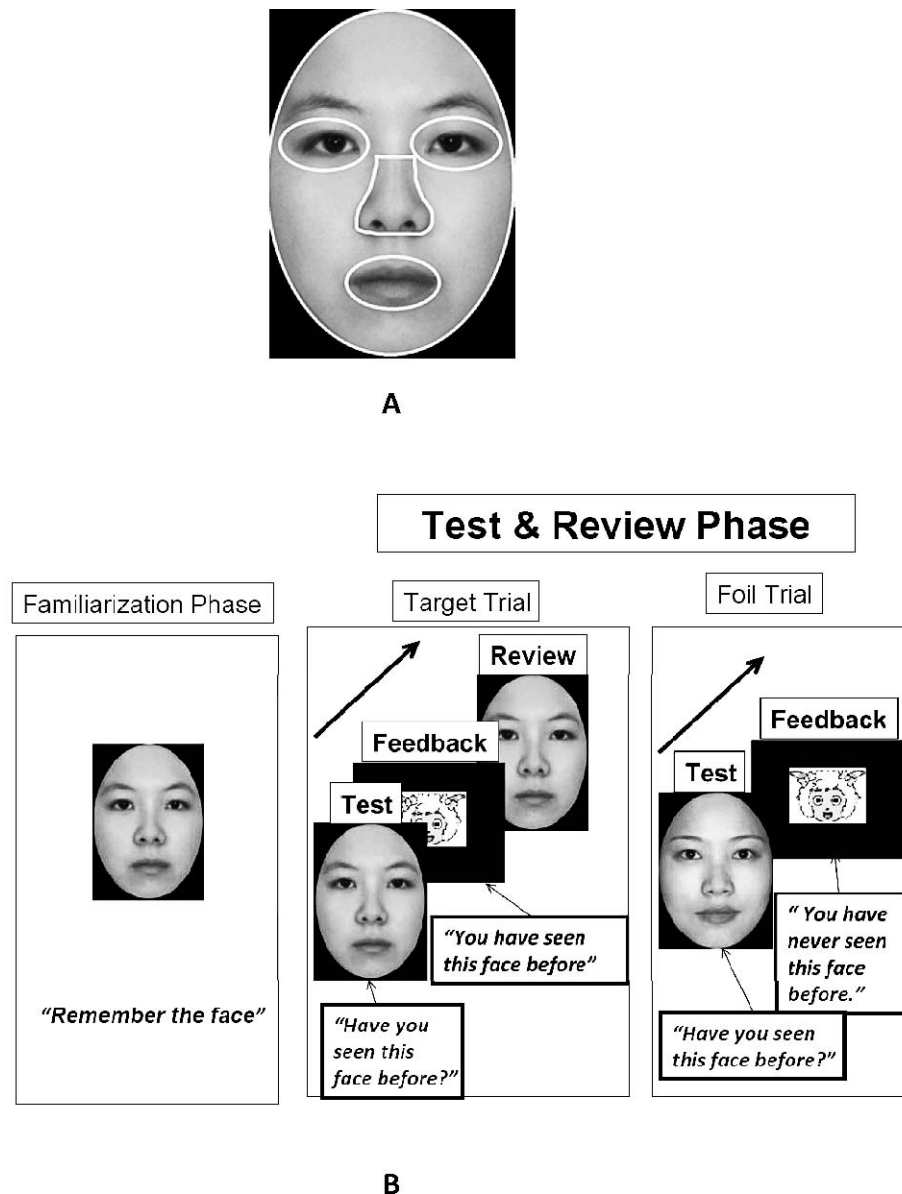 A
Test & Review Phase
Familiarization Phase
"Remember the face"
Target Trial
Review
Feedback
Test
"You have seen
this face before"
"Have you
seen this
face before?"
Foil Trial
Feedback
Test
" You have
never seen
this face
before."
"Have you seen
this face before?"
B